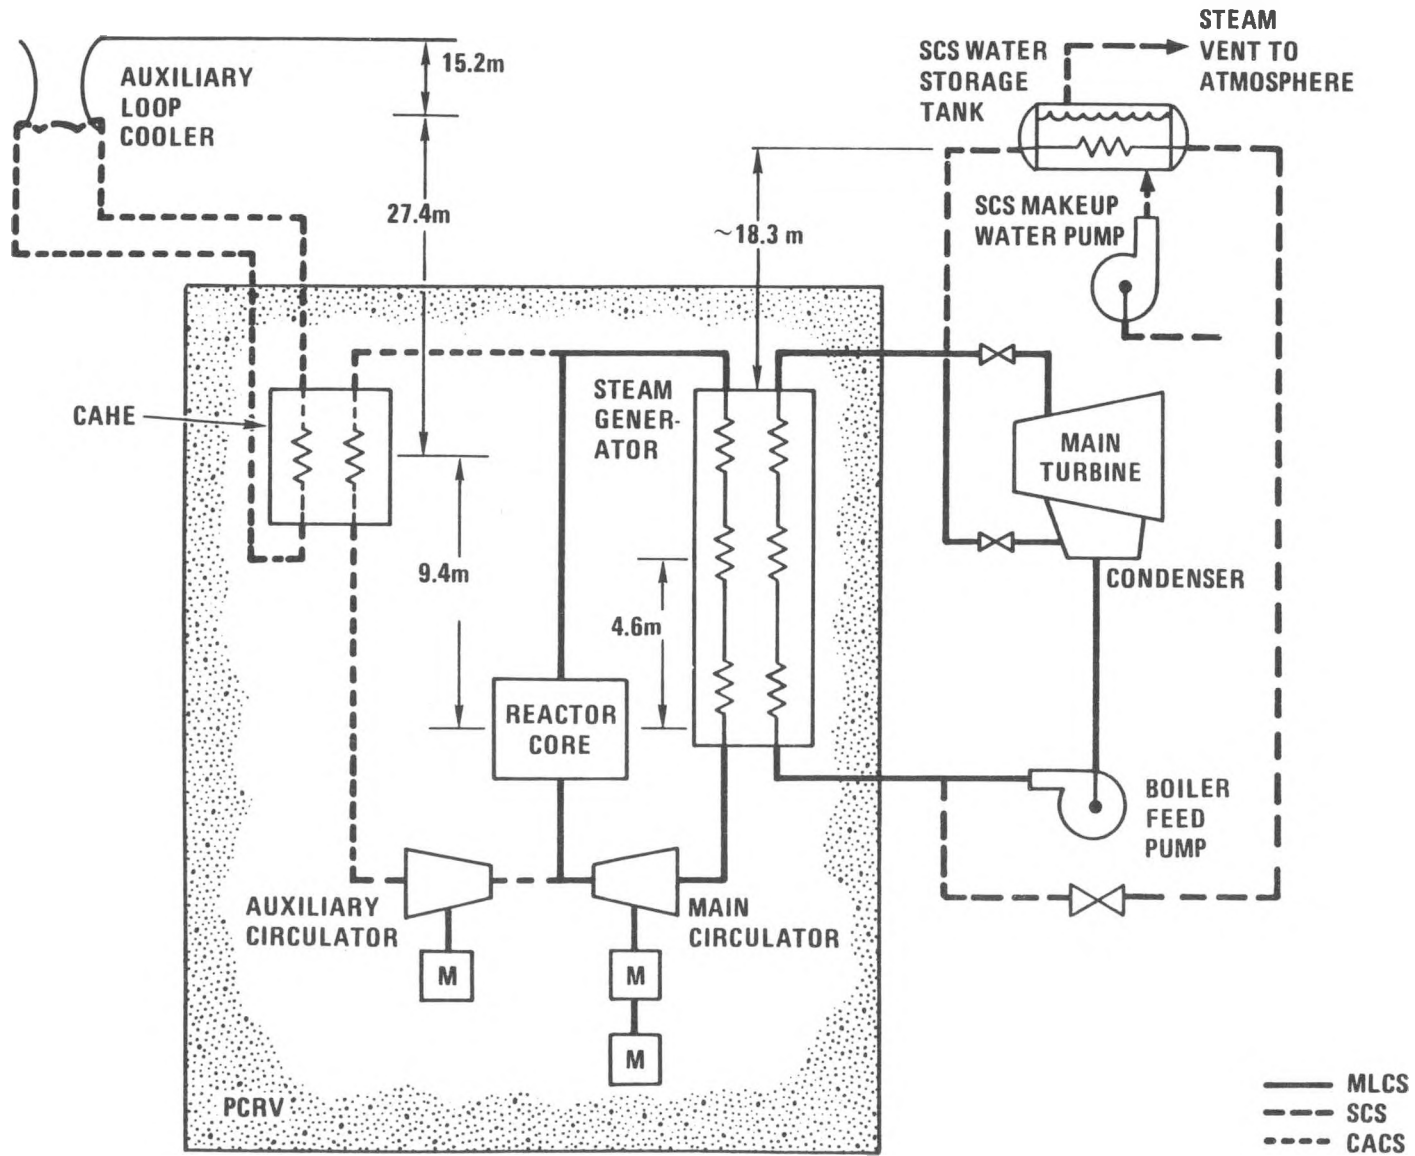 AUXILIARY
LOOP
COOLER
15.2m
27.4m
SCS WATER
STORAGE
TANK
STEAM
VENT TO
ATMOSPHERE
~18.3 m
SCS MAKEUP
WATER PUMP
CAHE
STEAM
GENER-
ATOR
MAIN
TURBINE
CONDENSER
9.4m
4.6m
REACTOR
CORE
BOILER
FEED
PUMP
AUXILIARY
CIRCULATOR
MAIN
CIRCULATOR
M
M
M
PCRV
MLCS
SCS
CACS